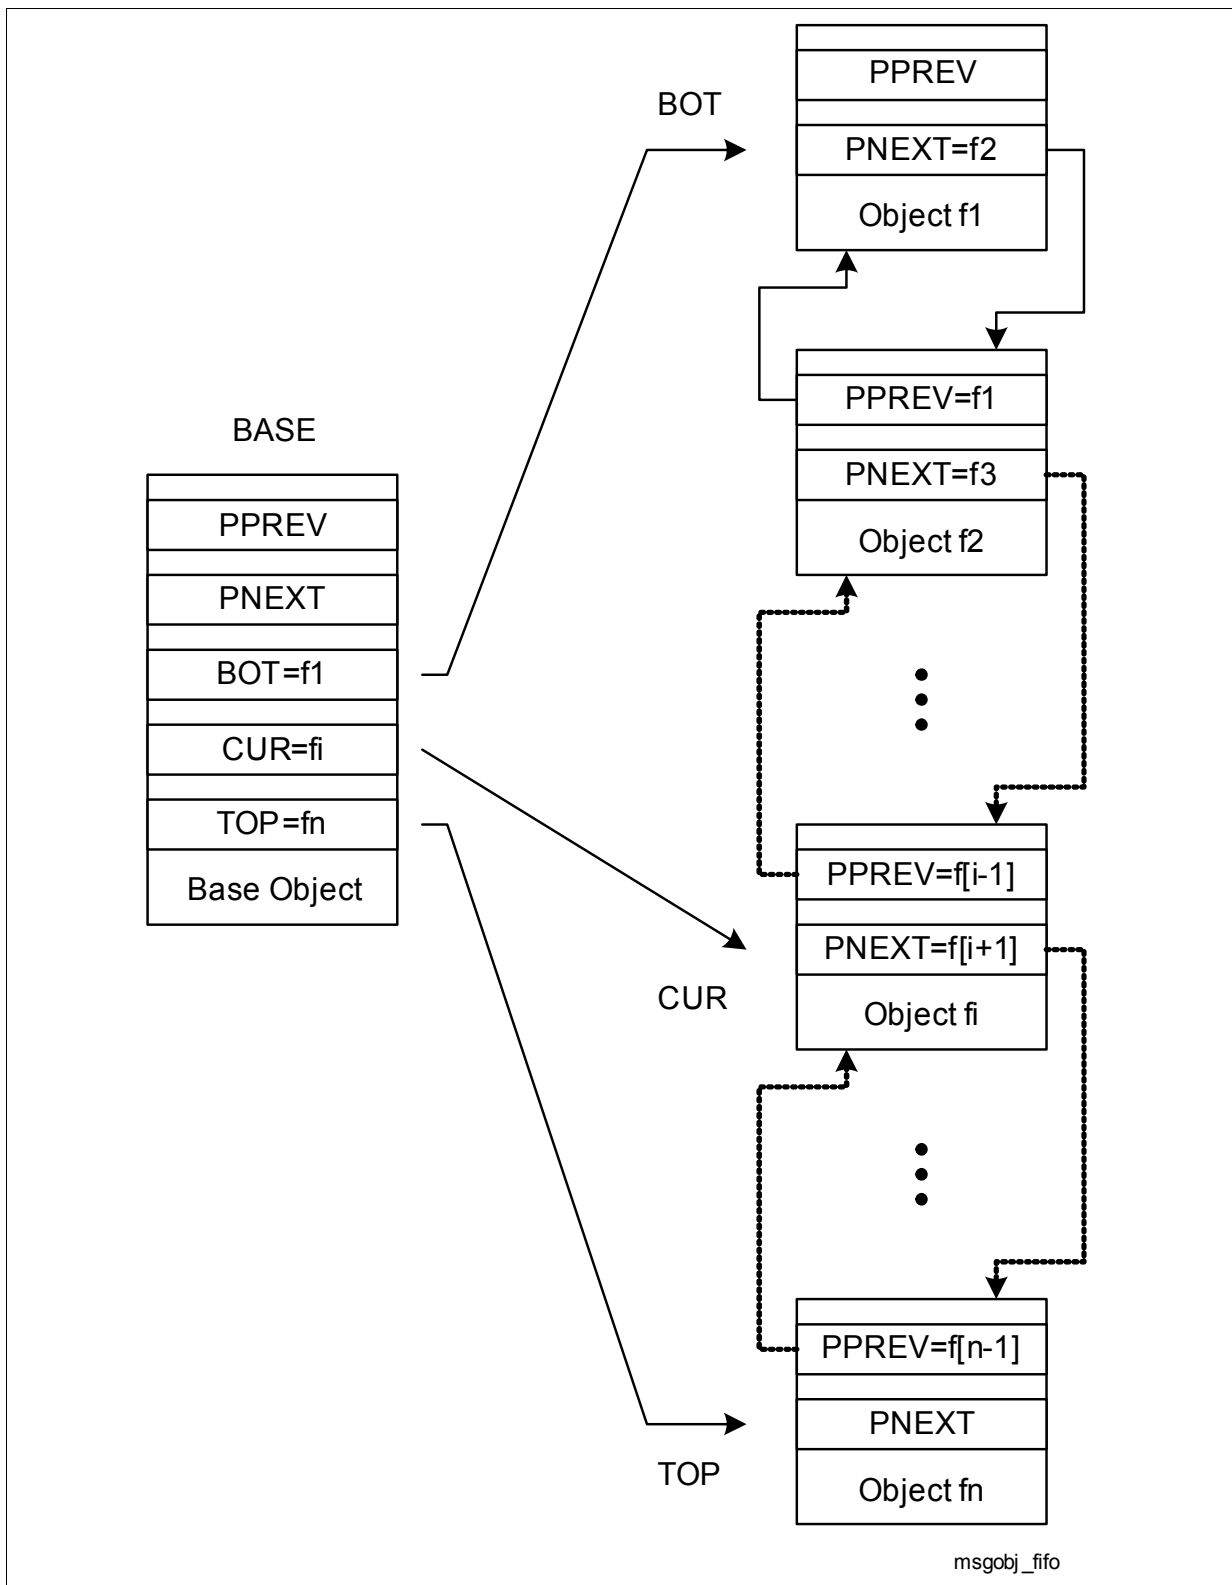 BASE
PPREV
PNEXT
BOT=f1
CUR=fi
TOP=fn
Base Object
BOT
CUR
TOP
PPREV
PNEXT=f2
Object f1
PPREV=f1
PNEXT=f3
Object f2
PPREV=f[i-1]
PNEXT=f[i+1]
Object fi
PPREV=f[n-1]
PNEXT
Object fn
msgobj_fifo